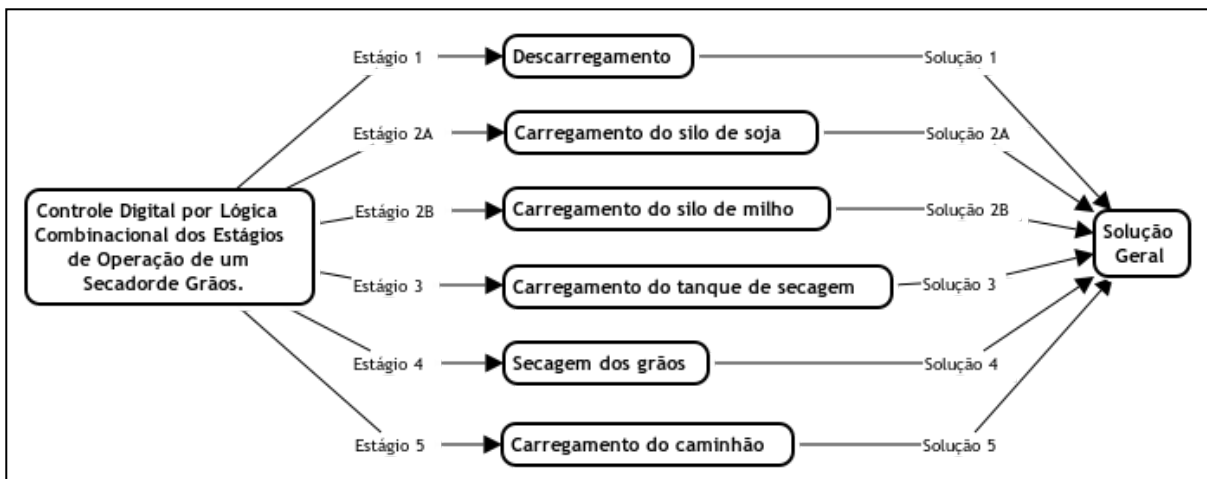 Estágio 1
Descarregamento
Solução 1
Estágio 2A
Carregamento do silo de soja
Solução 2A
Controle Digital por Lógica
Combinacional dos Estágios
de Operação de um
Secadorde Grãos.
Estágio 2B
Carregamento do silo de milho
Solução 2B
Solução
Geral
Estágio 3
Carregamento do tanque de secagem
Solução 3
Estágio 4
Secagem dos grãos
Solução 4
Estágio 5
Carregamento do caminhão
Solução 5